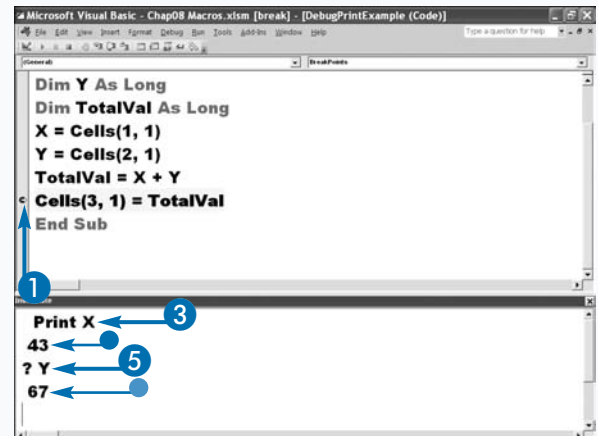 Microsoft Visual Basic - Chap08 Macros.xlsm [break] - [DebugPrintExample (Code)]
File Edit View Insert Format Debug Run Tools Add-Ins Window Help
Type a question for help
(General)
BreakPoints
Dim Y As Long
Dim TotalVal As Long
X = Cells(1, 1)
Y = Cells(2, 1)
TotalVal = X + Y
Cells(3, 1) = TotalVal
End Sub
1
Print X
3
43
? Y
5
67